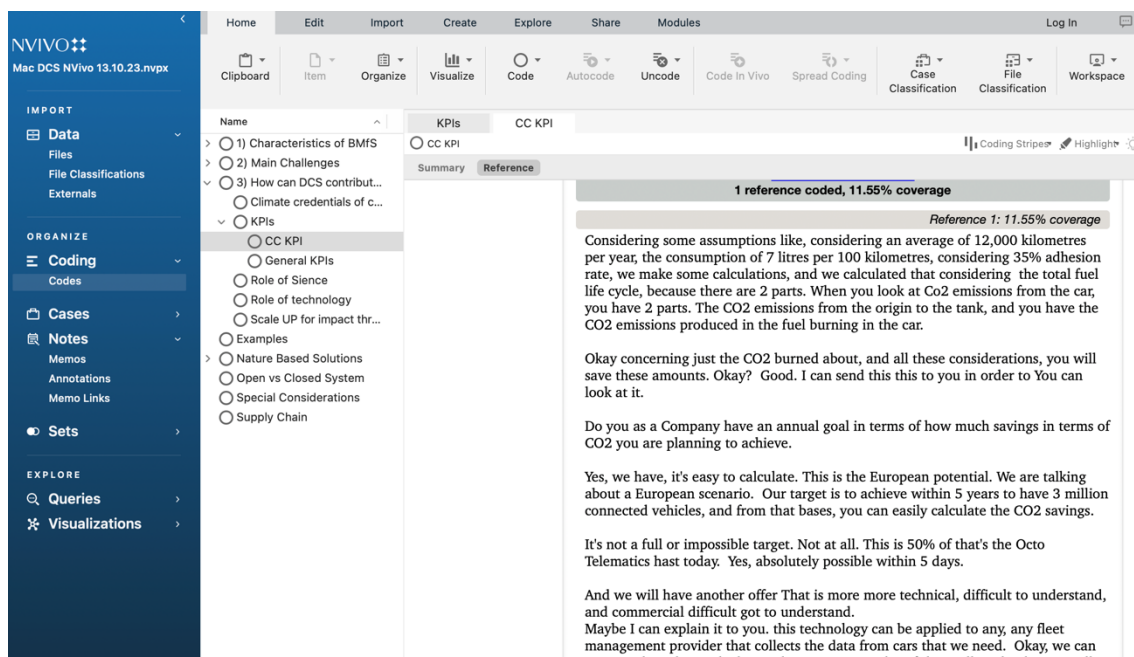 Home Edit Import Create Explore Share Modules Log In
NVIVO
Mac DCS NVivo 13.10.23.nvpx
Clipboard Item Organize Visualize Code Autocode Uncode Code In Vivo Spread Coding Case Classification File Classification Workspace
IMPORT
Data
Files
File Classifications
Externals
ORGANIZE
Coding
Codes
Cases
Notes
Memos
Annotations
Memo Links
Sets
EXPLORE
Queries
Visualizations
Name
1) Characteristics of BMfS
2) Main Challenges
3) How can DCS contribut...
Climate credentials of c...
KPIs
CC KPI
General KPIs
Role of Sience
Role of technology
Scale UP for impact thr...
Examples
Nature Based Solutions
Open vs Closed System
Special Considerations
Supply Chain
KPIs CC KPI
CC KPI
Coding Stripes Highlight
Summary Reference
1 reference coded, 11.55% coverage
Reference 1: 11.55% coverage
Considering some assumptions like, considering an average of 12,000 kilometres
per year, the consumption of 7 litres per 100 kilometres, considering 35% adhesion
rate, we make some calculations, and we calculated that considering the total fuel
life cycle, because there are 2 parts. When you look at Co2 emissions from the car,
you have 2 parts. The CO2 emissions from the origin to the tank, and you have the
CO2 emissions produced in the fuel burning in the car.
Okay concerning just the CO2 burned about, and all these considerations, you will
save these amounts. Okay? Good. I can send this this to you in order to You can
look at it.
Do you as a Company have an annual goal in terms of how much savings in terms of
CO2 you are planning to achieve.
Yes, we have, it's easy to calculate. This is the European potential. We are talking
about a European scenario. Our target is to achieve within 5 years to have 3 million
connected vehicles, and from that bases, you can easily calculate the CO2 savings.
It's not a full or impossible target. Not at all. This is 50% of that's the Octo
Telematics hast today. Yes, absolutely possible within 5 days.
And we will have another offer That is more more technical, difficult to understand,
and commercial difficult got to understand.
Maybe I can explain it to you. this technology can be applied to any, any fleet
management provider that collects the data from cars that we need. Okay, we can